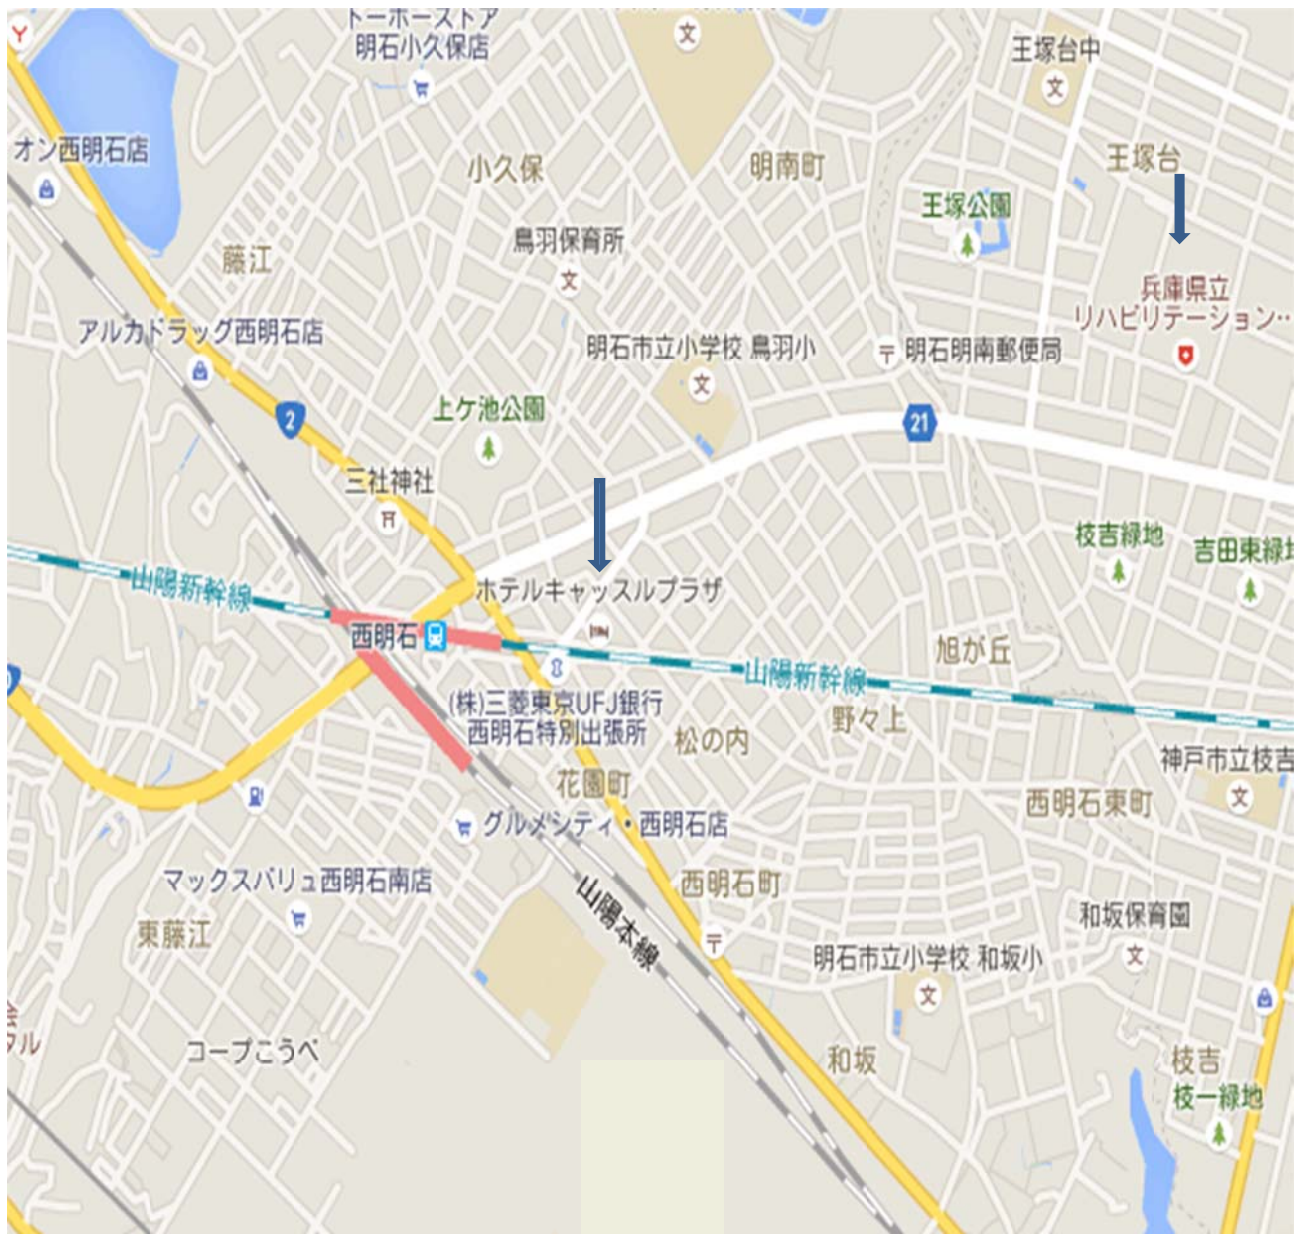 トーホーストア
明石小久保店
王塚台中
オン西明石店
小久保
明南町
王塚台
王塚公園
鳥羽保育所
藤江
兵庫県立
リハビリテーション…
アルカドラッグ西明石店
明石市立小学校 鳥羽小
明石明南郵便局
上ケ池公園
2
21
三社神社
枝吉緑地
吉田東緑地
山陽新幹線
ホテルキャッスルプラザ
西明石
旭が丘
山陽新幹線
(株)三菱東京UFJ銀行
西明石特別出張所
松の内
野々上
神戸市立枝吉
花園町
西明石東町
グルメシティ・西明石店
マックスバリュ西明石南店
西明石町
山陽本線
東藤江
和坂保育園
明石市立小学校 和坂小
コープこうべ
和坂
枝吉
枝一緑地